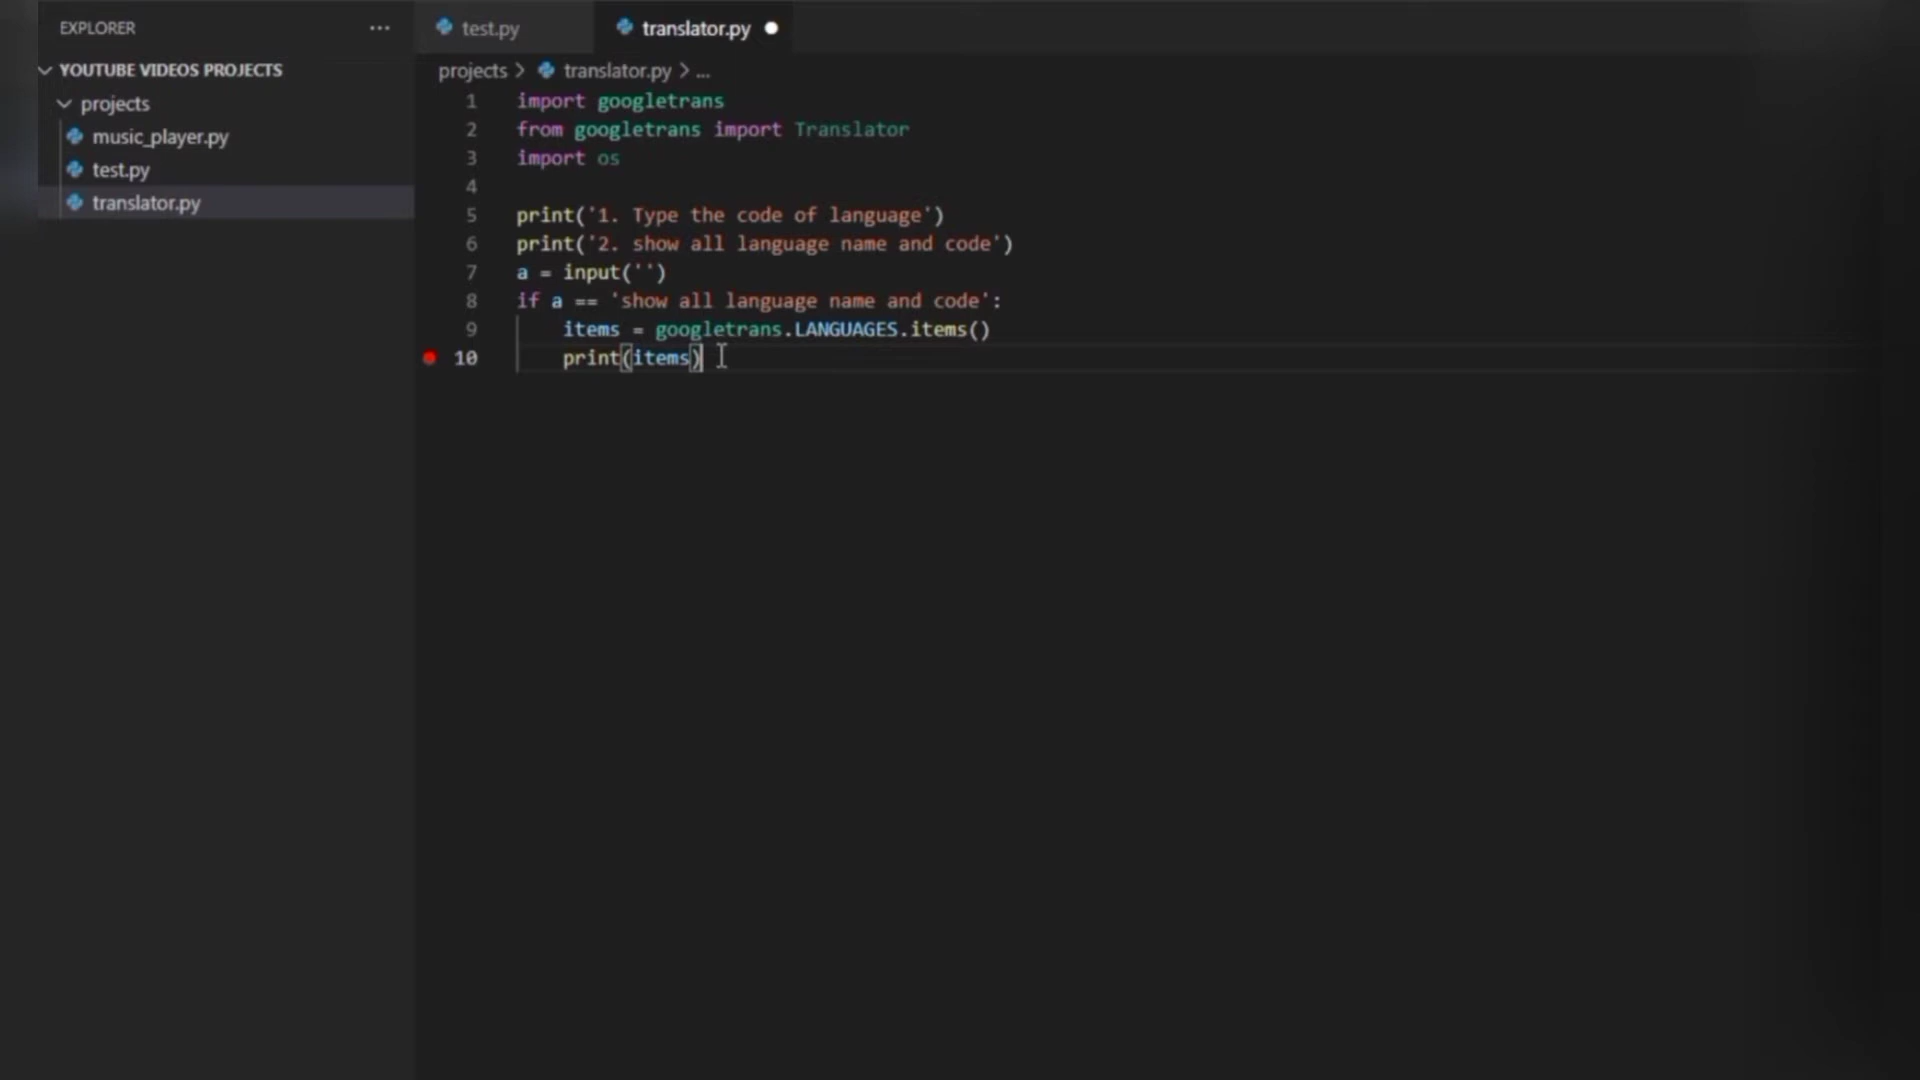 EXPLORER
...
test.py
translator.py
YOUTUBE VIDEOS PROJECTS
projects
music_player.py
test.py
translator.py
projects > translator.py > ...
1 import googletrans
2 from googletrans import Translator
3 import os
4
5 print('1. Type the code of language')
6 print('2. show all language name and code')
7 a = input('')
8 if a == 'show all language name and code':
9 items = googletrans.LANGUAGES.items()
10 print(items)